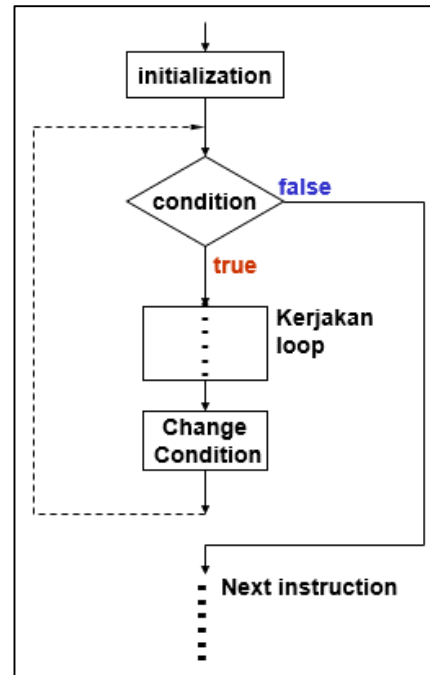 initialization
condition
false
true
Kerjakan
loop
Change
Condition
Next instruction